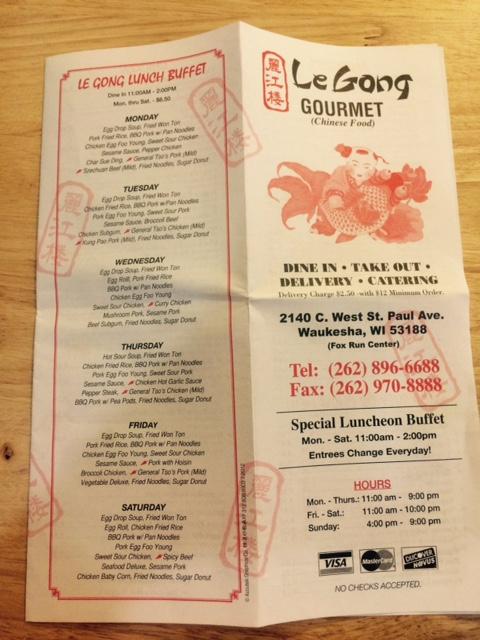 LE GONG LUNCH BUFFET
Dine In 11:00AM - 2:00PM
Mon. thru Sat. - $6.50
MONDAY
Egg Drop Soup, Fried Won Ton
Pork Fried Rice, BBQ Pork w/Pan Noodles
Chicken Egg Foo Young, Sweet Sour Chicken
Sesame Sauce, Pepper Chicken
Char Sue Ding, General Tso's Pork (Mild)
Szechuan Beef (Mild), Fried Noodles, Sugar Donut
TUESDAY
Egg Drop Soup, Fried Won Ton
Chicken Fried Rice, BBQ Pork w/Pan Noodles
Pork Egg Foo Young, Sweet Sour Pork
Sesame Sauce, Broccoli Beef
Chicken Subgum, General Tso's Chicken (Mild)
Kung Pao Pork (Mild), Fried Noodles, Sugar Donut
WEDNESDAY
Egg Drop Soup, Fried Won Ton
Egg Roll, Pork Fried Rice
BBQ Pork w/ Pan Noodles
Chicken Egg Foo Young
Sweet Sour Chicken, Curry Chicken
Mushroom Pork, Sesame Pork
Beef Subgum, Fried Noodles, Sugar Donut
THURSDAY
Hot Sour Soup, Fried Won Ton
Chicken Fried Rice, BBQ Pork w/ Pan Noodles
Pork Egg Foo Young, Sweet Sour Pork
Sesame Sauce, Chicken Hot Garlic Sauce
Pepper Steak, General Tso's Chicken (Mild)
BBQ Pork w/ Pea Pods, Fried Noodles, Sugar Donut
FRIDAY
Egg Drop Soup, Fried Won Ton
Pork Fried Rice, BBQ Pork w/ Pan Noodles
Chicken Egg Foo Young, Sweet Sour Chicken
Sesame Sauce, Pork with Hoisin
Broccoli Chicken, General Tso's Pork (Mild)
Vegetable Deluxe, Fried Noodles, Sugar Donut
SATURDAY
Egg Drop Soup, Fried Won Ton
Egg Roll, Chicken Fried Rice
BBQ Pork w/ Pan Noodles
Pork Egg Foo Young
Sweet Sour Chicken, Spicy Beef
Seafood Deluxe, Sesame Pork
Chicken Baby Corn, Fried Noodles, Sugar Donut
麗江楼
Le Gong
GOURMET
(Chinese Food)
DINE IN • TAKE OUT •
DELIVERY • CATERING
Delivery Charge $2.50 with $12 Minimum Order.
2140 C. West St. Paul Ave.
Waukesha, WI 53188
(Fox Run Center)
Tel: (262) 896-6688
Fax: (262) 970-8888
Special Luncheon Buffet
Mon. - Sat. 11:00am - 2:00pm
Entrees Change Everyday!
HOURS
Mon. - Thurs.: 11:00 am - 9:00 pm
Fri. - Sat.: 11:00 am - 10:00 pm
Sunday: 4:00 pm - 9:00 pm
VISA
MasterCard
DISCOVER
NOVUS
NO CHECKS ACCEPTED.